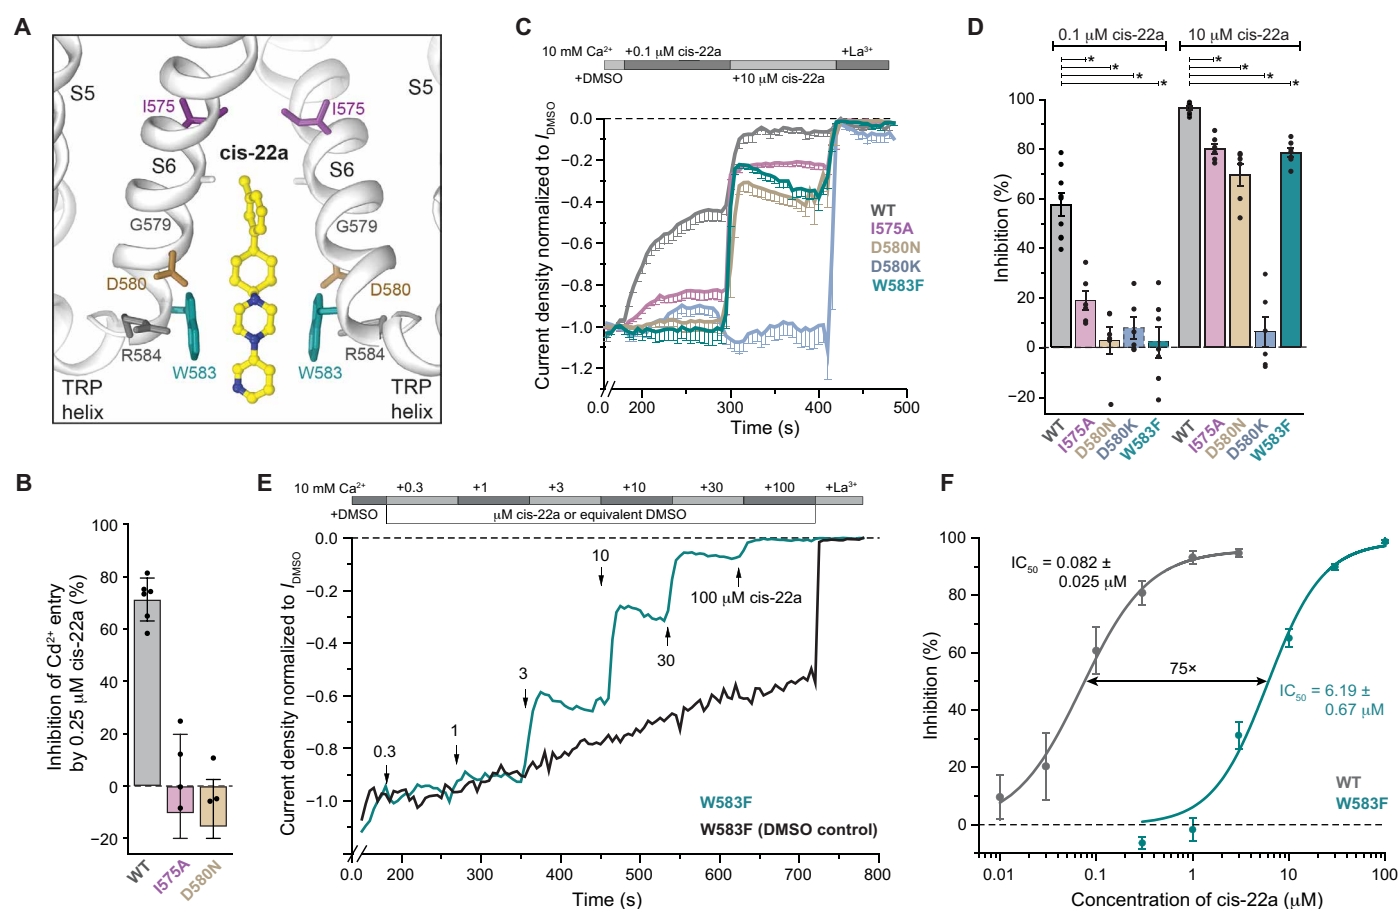 A
S5
S5
I575
I575
cis-22a
S6
S6
G579
G579
D580
D580
R584
R584
W583
W583
TRP
helix
TRP
helix
B
Inhibition of Cd²⁺ entry
by 0.25 µM cis-22a (%)
100
80
60
40
20
0
−20
WT
I575A
D580N
C
10 mM Ca²⁺
+0.1 µM cis-22a
+La³⁺
+DMSO
+10 µM cis-22a
Current density normalized to I_DMSO
0.0
−0.2
−0.4
−0.6
−0.8
−1.0
−1.2
WT
I575A
D580N
D580K
W583F
0.0
200
300
400
500
Time (s)
D
0.1 µM cis-22a
10 µM cis-22a
*
*
*
*
*
*
*
*
Inhibition (%)
100
80
60
40
20
0
−20
WT
I575A
D580N
D580K
W583F
WT
I575A
D580N
D580K
W583F
E
10 mM Ca²⁺
+0.3
+1
+3
+10
+30
+100
+La³⁺
+DMSO
µM cis-22a or equivalent DMSO
Current density normalized to I_DMSO
0.0
−0.2
−0.4
−0.6
−0.8
−1.0
0.3
1
3
10
30
100 µM cis-22a
W583F
W583F (DMSO control)
200
300
400
500
600
700
800
Time (s)
F
Inhibition (%)
100
80
60
40
20
0
IC₅₀ = 0.082 ±
0.025 µM
75×
IC₅₀ = 6.19 ±
0.67 µM
WT
W583F
0.01
0.1
1
10
100
Concentration of cis-22a (µM)